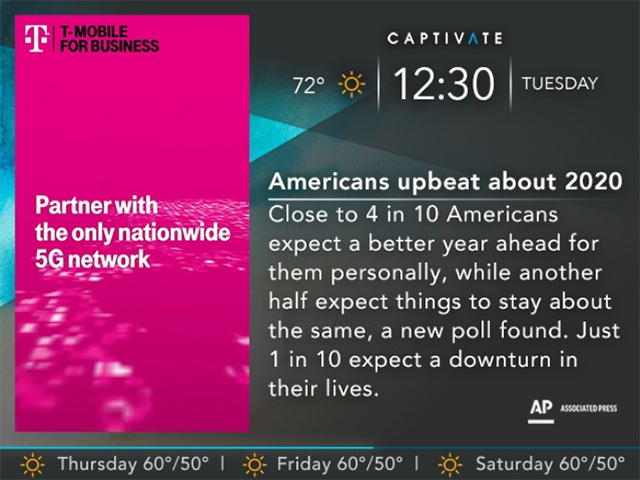 T T-MOBILE
FOR BUSINESS
Partner with
the only nationwide
5G network
CAPTIVATE
72° 12:30 TUESDAY
Americans upbeat about 2020
Close to 4 in 10 Americans
expect a better year ahead for
them personally, while another
half expect things to stay about
the same, a new poll found. Just
1 in 10 expect a downturn in
their lives.
AP ASSOCIATED PRESS
Thursday 60°/50° | Friday 60°/50° | Saturday 60°/50°